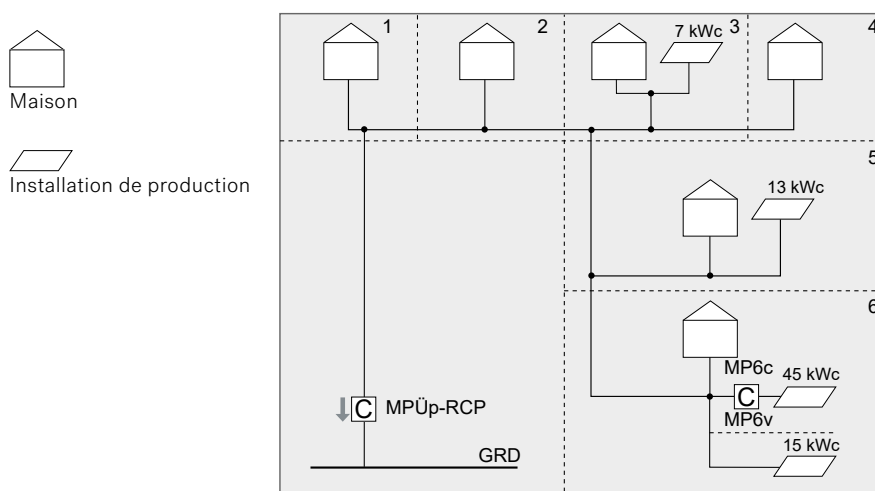 Maison
Installation de production
1
2
7 kWc
3
4
5
13 kWc
6
MP6c
45 kWc
C
MP6v
15 kWc
C
MPÜp-RCP
GRD